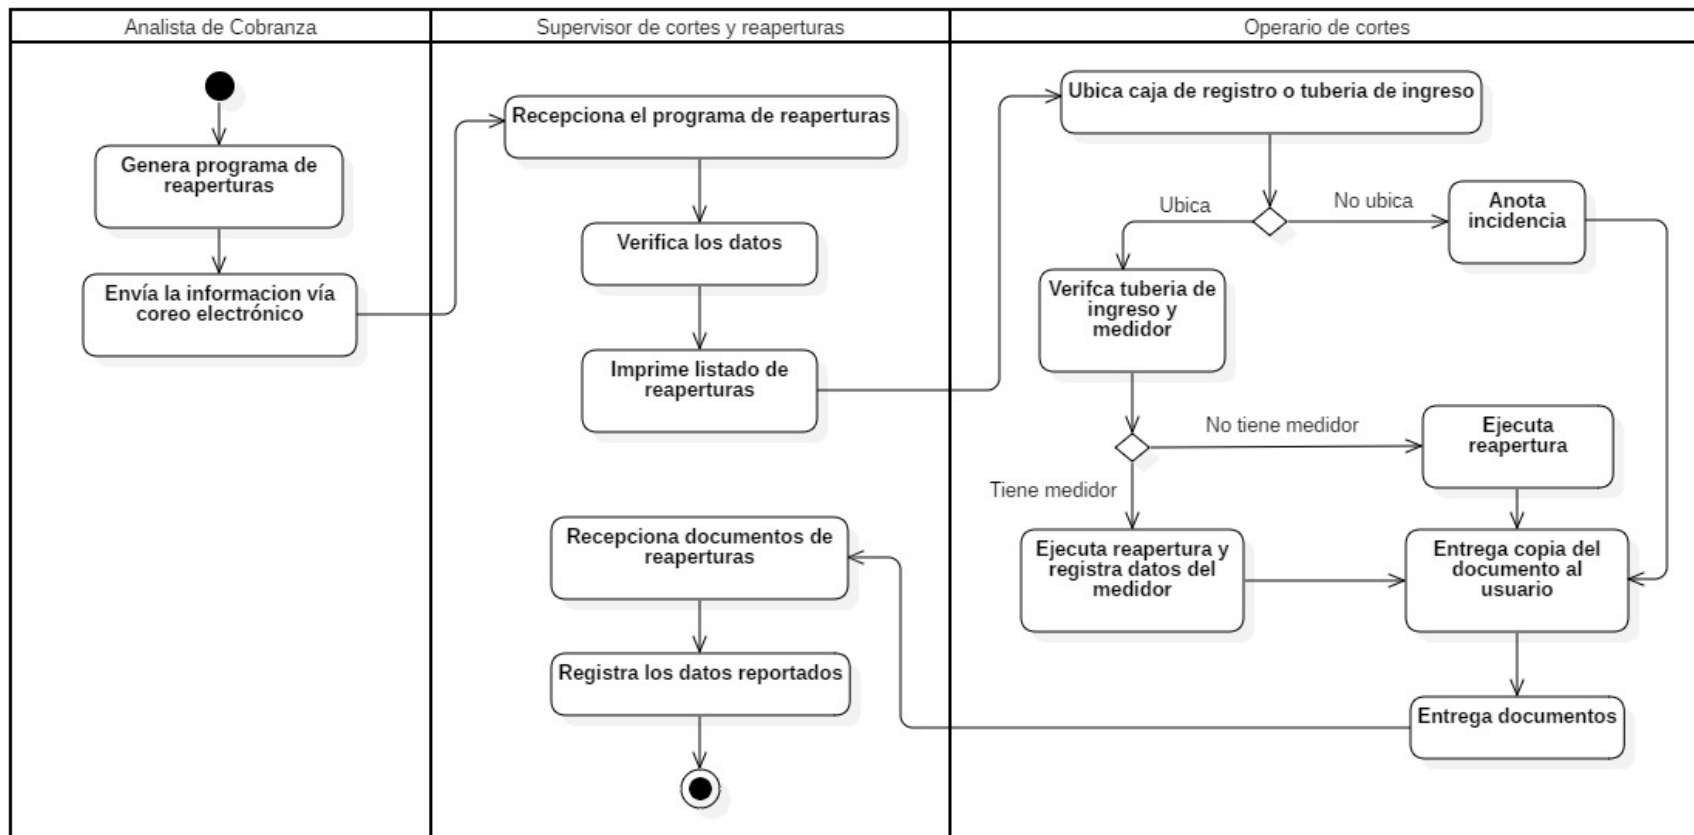 Analista de Cobranza
Supervisor de cortes y reaperturas
Operario de cortes
Genera programa de
reaperturas
Envía la informacion vía
coreo electrónico
Recepciona el programa de reaperturas
Verifica los datos
Imprime listado de
reaperturas
Ubica caja de registro o tuberia de ingreso
Ubica
No ubica
Anota
incidencia
Verifca tuberia de
ingreso y
medidor
No tiene medidor
Ejecuta
reapertura
Tiene medidor
Ejecuta reapertura y
registra datos del
medidor
Entrega copia del
documento al
usuario
Entrega documentos
Recepciona documentos de
reaperturas
Registra los datos reportados